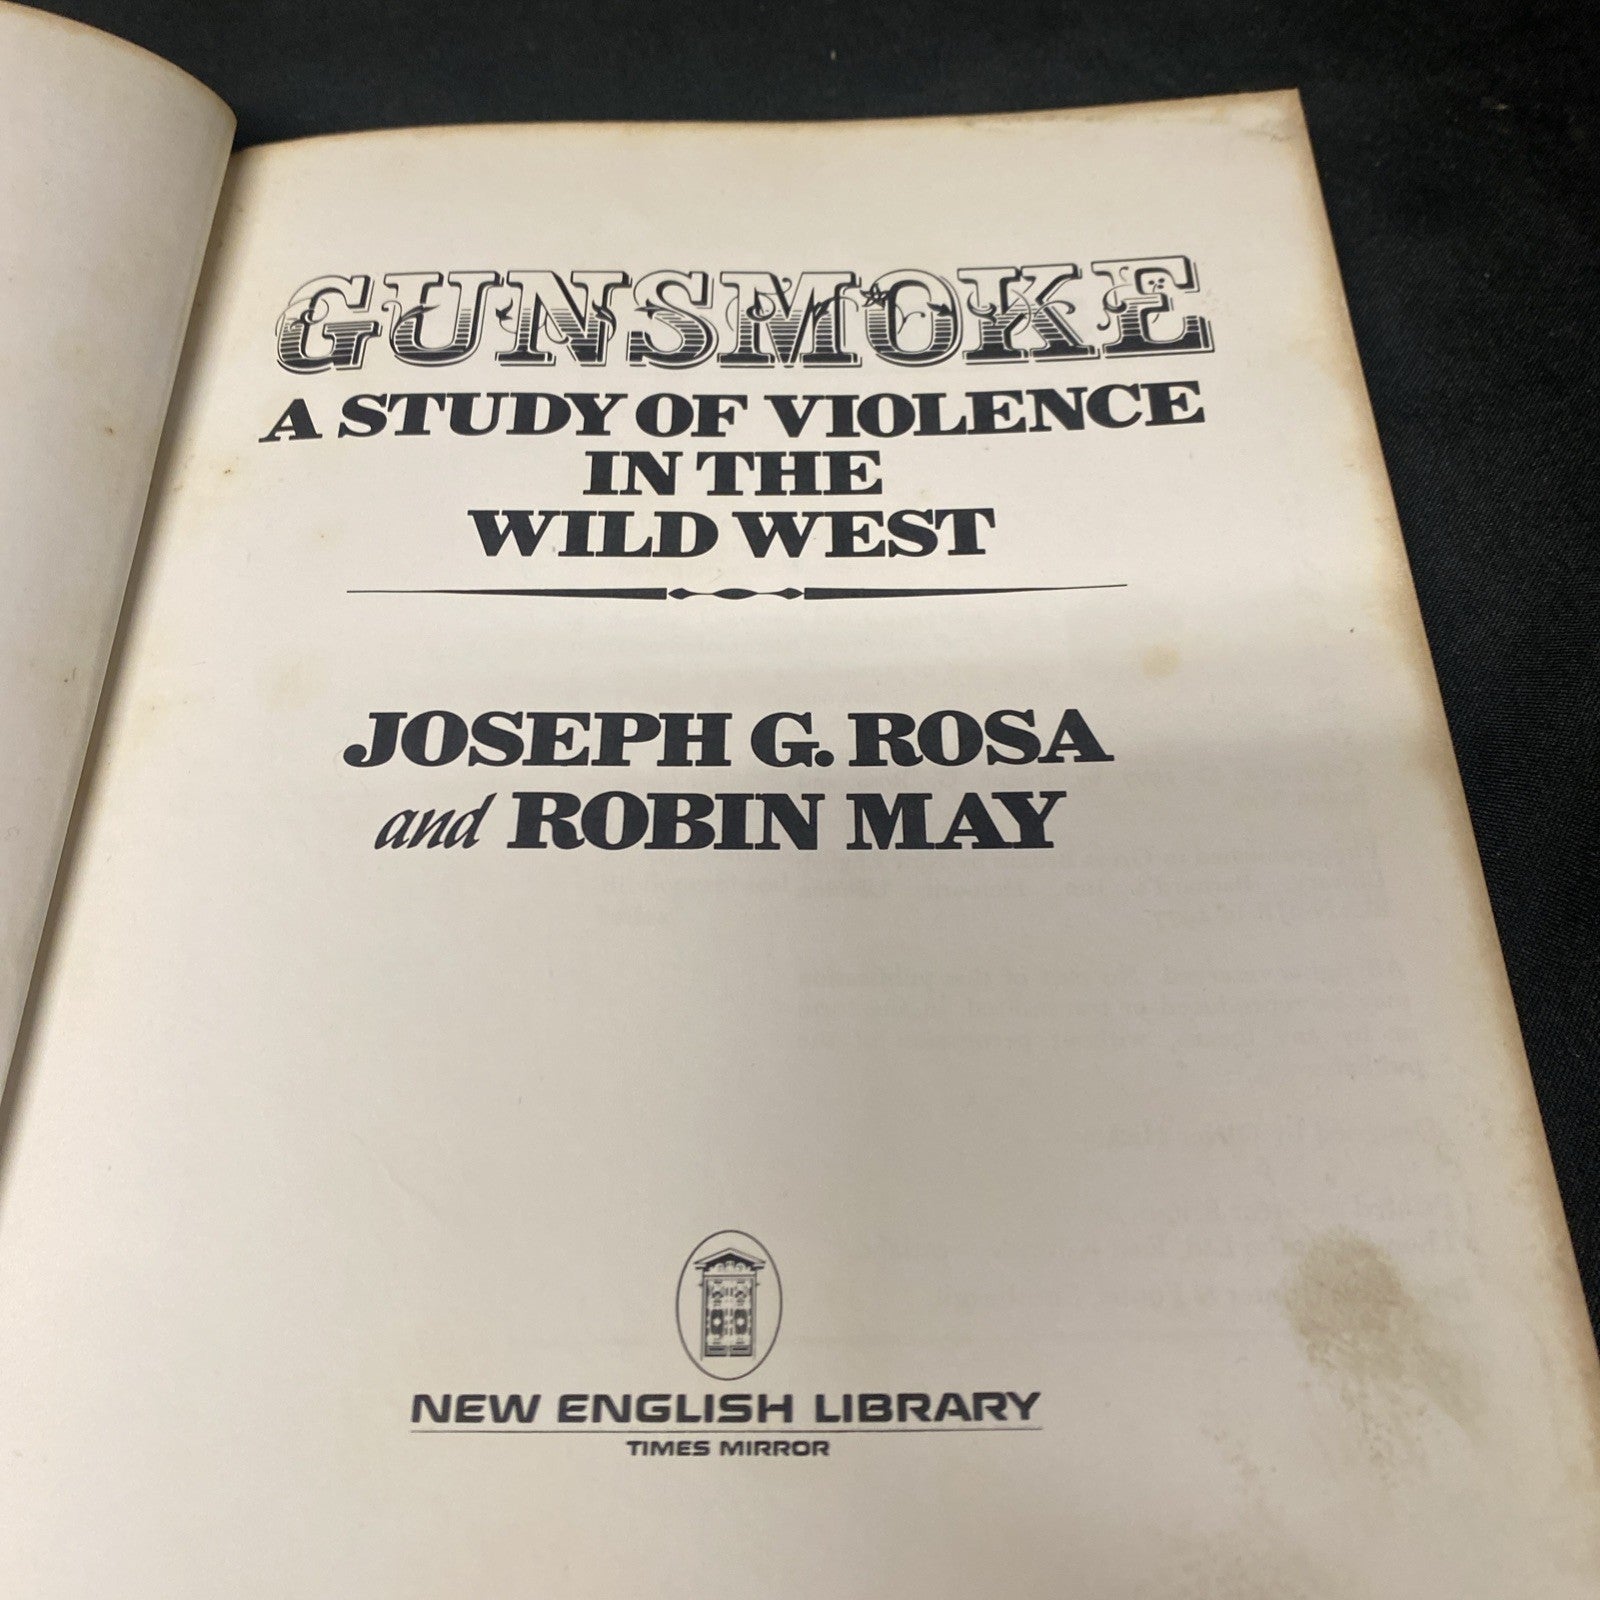 GUNSMOKE
A STUDY OF VIOLENCE
IN THE
WILD WEST
JOSEPH G. ROSA
and ROBIN MAY
NEW ENGLISH LIBRARY
TIMES MIRROR